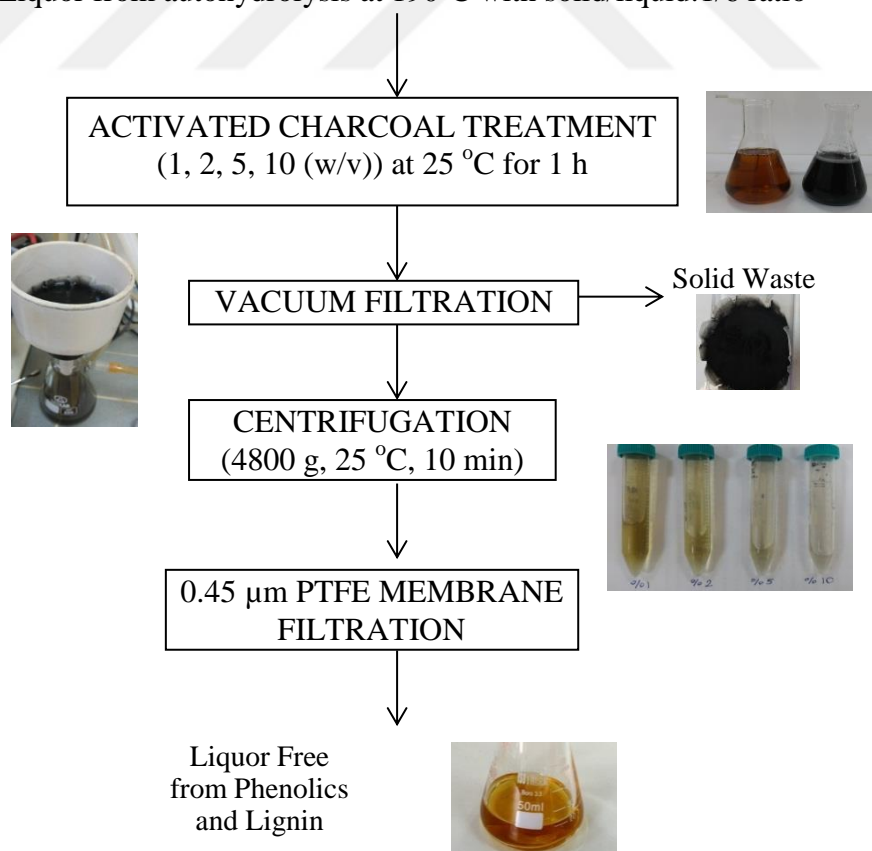 Liquor from autohydrolysis at 190 °C with solid/liquid:1/8 ratio
ACTIVATED CHARCOAL TREATMENT
(1, 2, 5, 10 (w/v)) at 25 °C for 1 h
VACUUM FILTRATION
Solid Waste
CENTRIFUGATION
(4800 g, 25 °C, 10 min)
%1 %2 %5 %10
0.45 µm PTFE MEMBRANE
FILTRATION
Liquor Free
from Phenolics
and Lignin
50ml